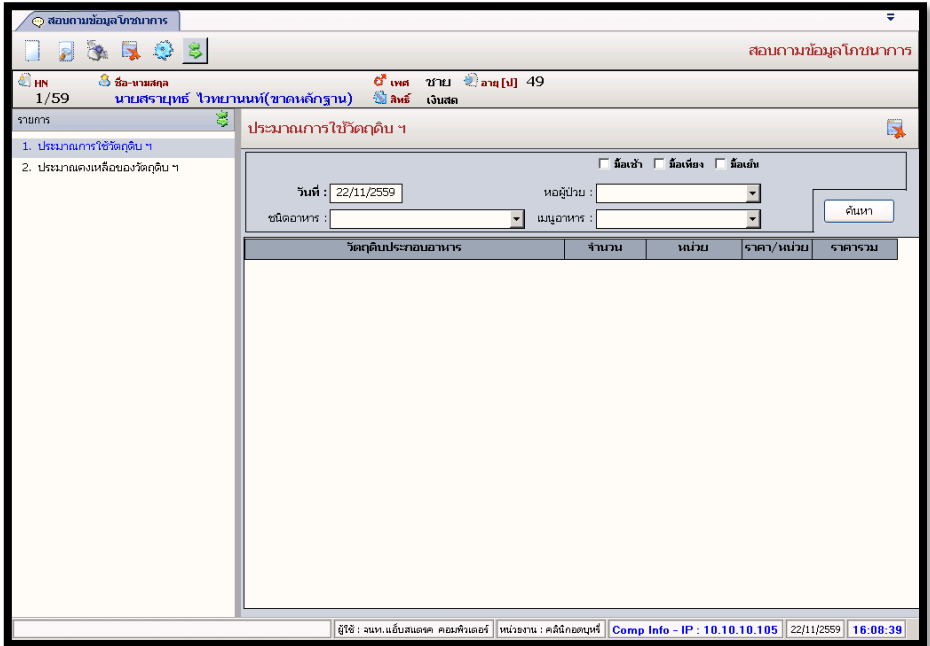 สอบถามข้อมูลโภชนาการ
สอบถามข้อมูลโภชนาการ
HN ชื่อ-นามสกุล เพศ ชาย อายุ[ปี] 49
1/59 นายสรายุทธ์ ไวทยานนท์(ขาดหลักฐาน) สิทธิ์ เงินสด
รายการ
1. ประมาณการใช้วัตถุดิบ ฯ
2. ประมาณคงเหลือของวัตถุดิบ ฯ
ประมาณการใช้วัตถุดิบ ฯ
มื้อเช้า มื้อเที่ยง มื้อเย็น
วันที่ : 22/11/2559 หอผู้ป่วย :
ชนิดอาหาร : เมนูอาหาร : ค้นหา
วัตถุดิบประกอบอาหาร จำนวน หน่วย ราคา/หน่วย ราคารวม
ผู้ใช้ : จนท.แอ็บสแตรค คอมพิวเตอร์ หน่วยงาน : คลินิกอดบุหรี่ Comp Info - IP : 10.10.10.105 22/11/2559 16:08:39